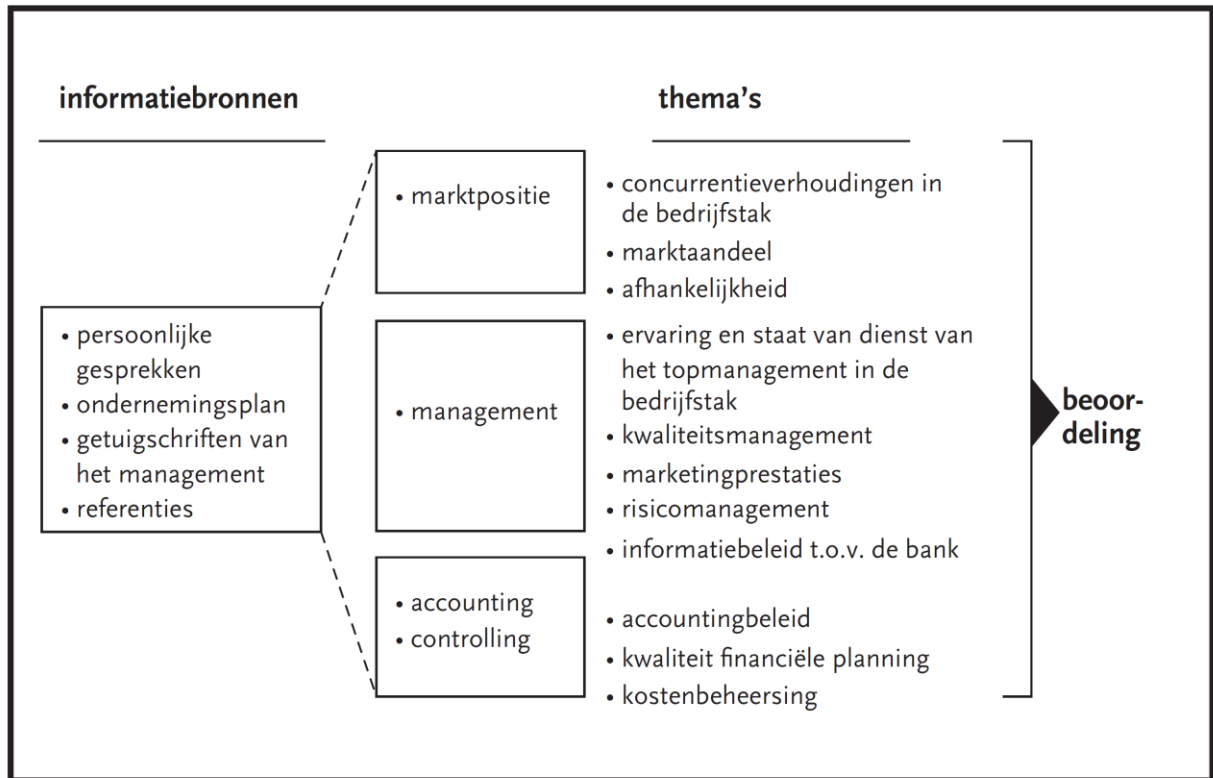 informatiebronnen
thema's
• persoonlijke
gesprekken
• ondernemingsplan
• getuigschriften van
het management
• referenties
• marktpositie
• concurrentieverhoudingen in
de bedrijfstak
• marktaandeel
• afhankelijkheid
• management
• ervaring en staat van dienst van
het topmanagement in de
bedrijfstak
• kwaliteitsmanagement
• marketingprestaties
• risicomanagement
• informatiebeleid t.o.v. de bank
• accounting
• controlling
• accountingbeleid
• kwaliteit financiële planning
• kostenbeheersing
beoor-
deling